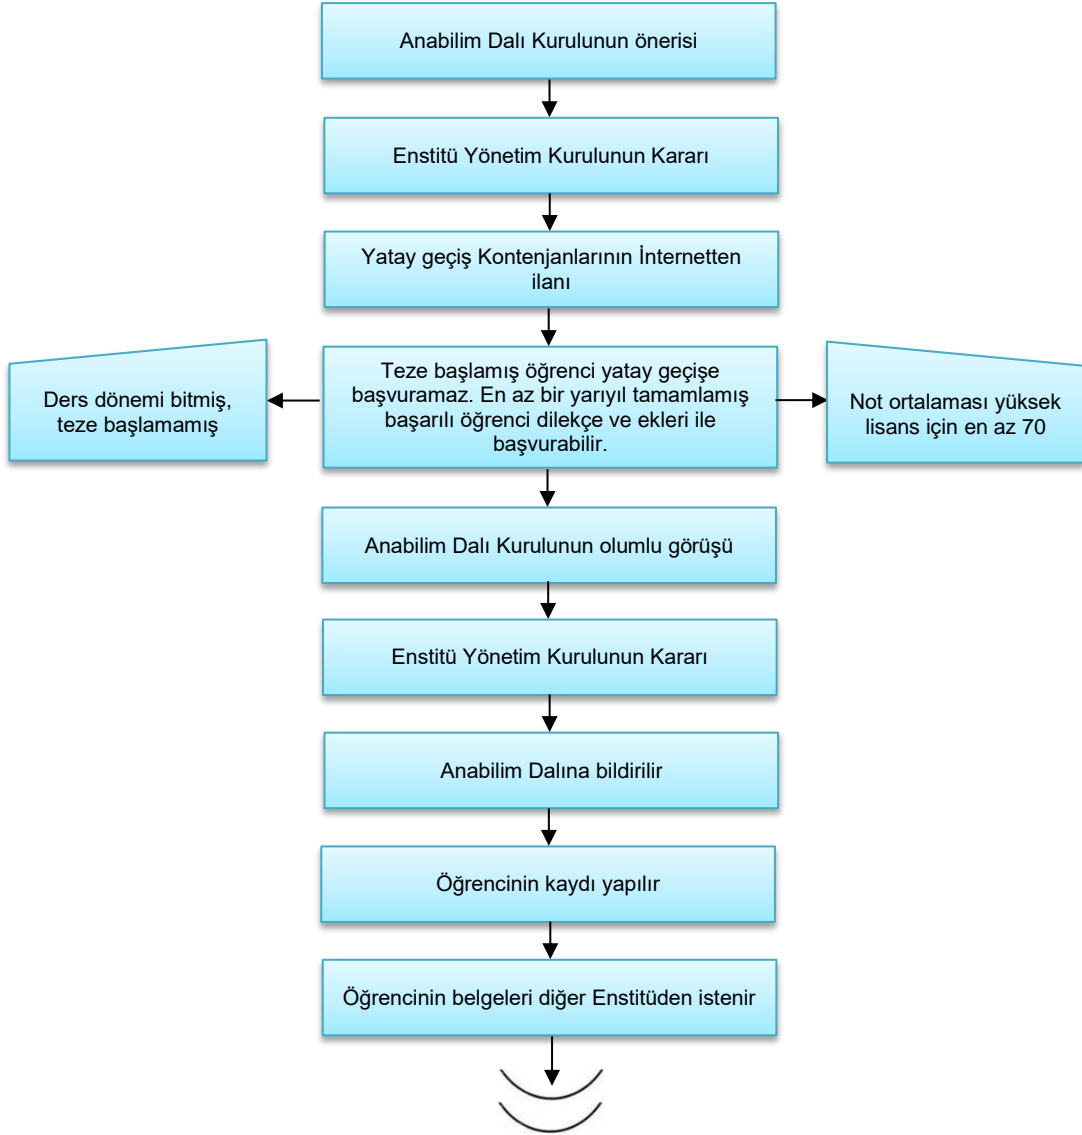 Anabilim Dalı Kurulunun önerisi
Enstitü Yönetim Kurulunun Kararı
Yatay geçiş Kontenjanlarının İnternetten
ilanı
Teze başlamış öğrenci yatay geçişe
başvuramaz. En az bir yarıyıl tamamlamış
başarılı öğrenci dilekçe ve ekleri ile
başvurabilir.
Ders dönemi bitmiş,
teze başlamamış
Not ortalaması yüksek
lisans için en az 70
Anabilim Dalı Kurulunun olumlu görüşü
Enstitü Yönetim Kurulunun Kararı
Anabilim Dalına bildirilir
Öğrencinin kaydı yapılır
Öğrencinin belgeleri diğer Enstitüden istenir